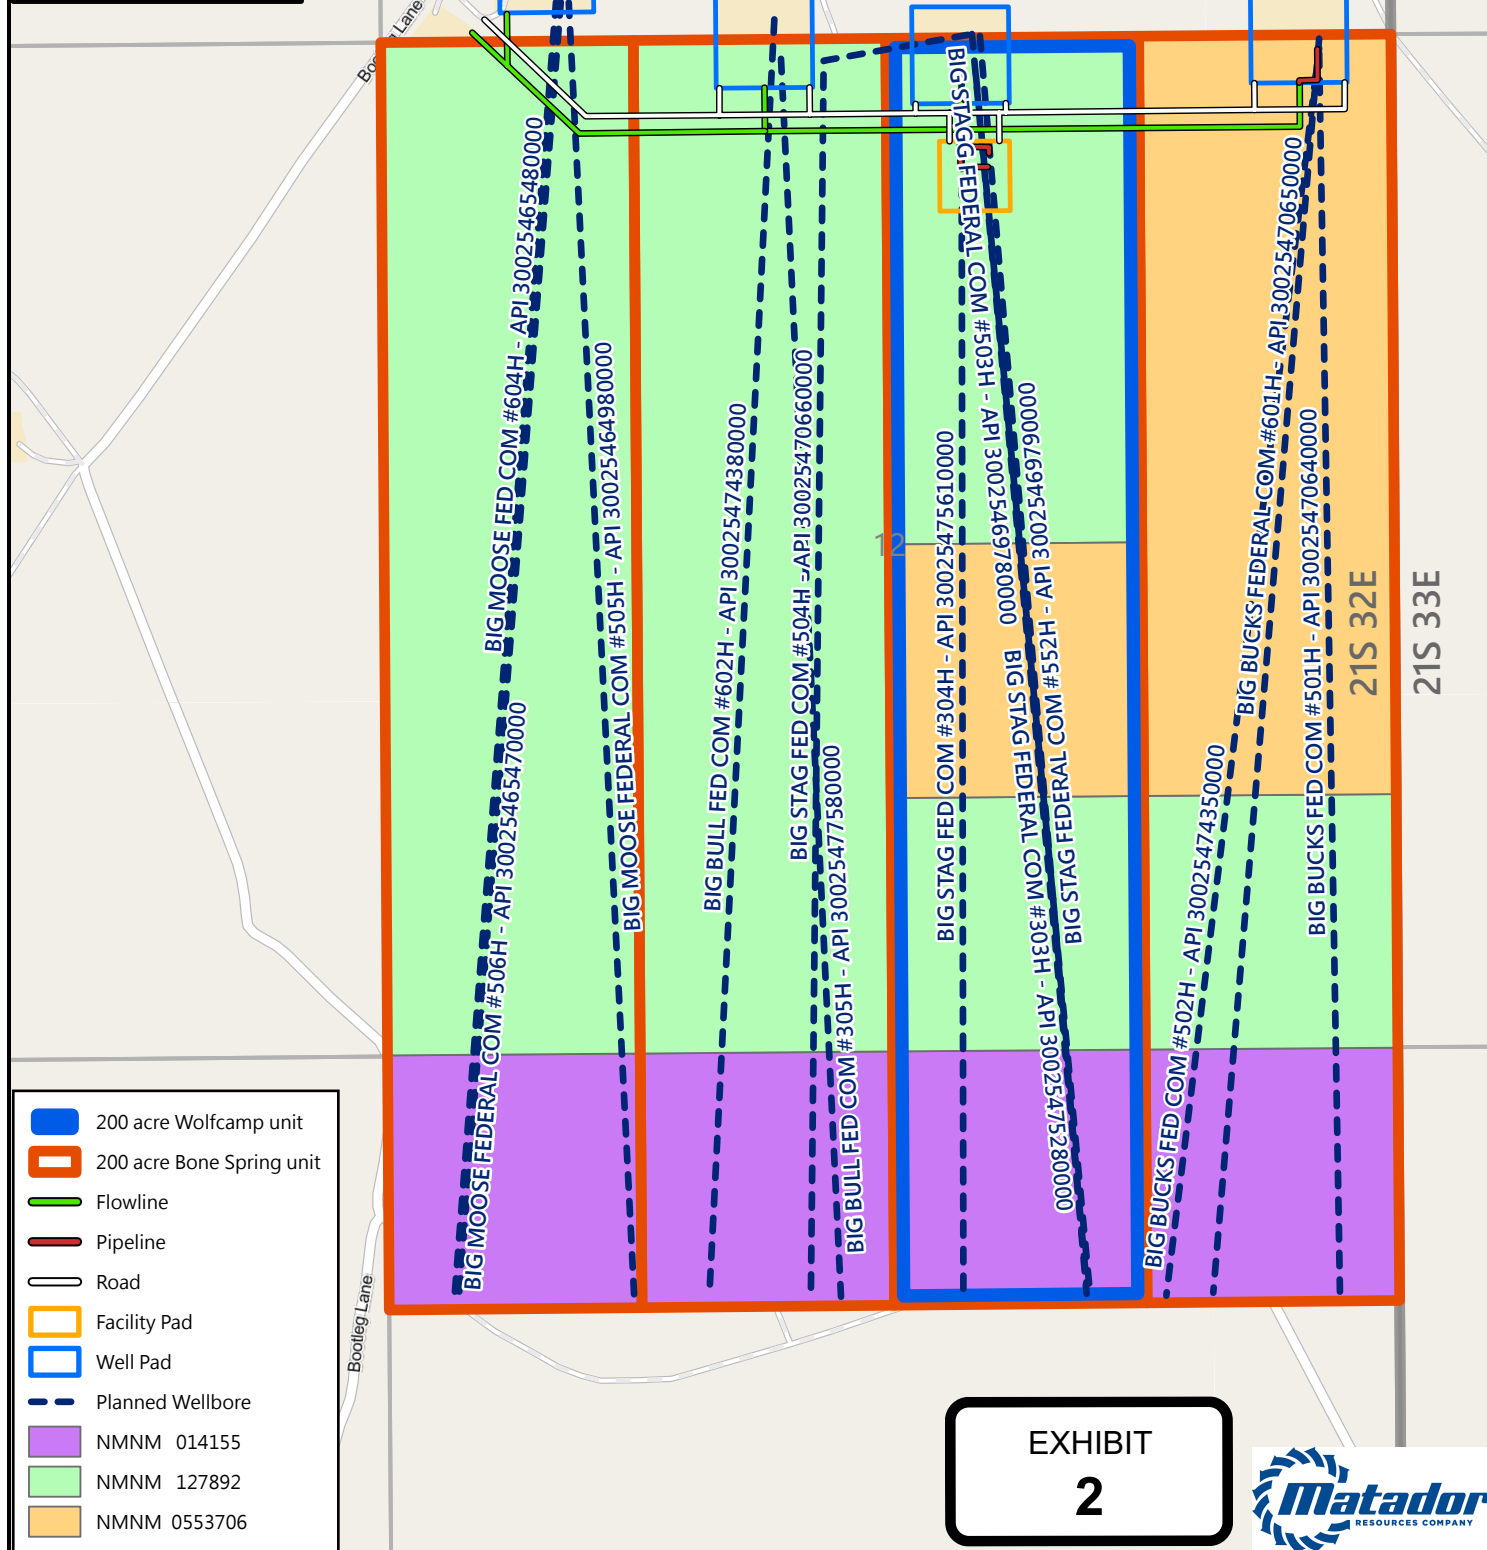 Bootleg Lane
BIG MOOSE FED COM #604H - API 30025465480000
BIG MOOSE FEDERAL COM #506H - API 30025465470000
BIG MOOSE FEDERAL COM #505H - API 30025464980000
BIG BULL FED COM #602H - API 30025474380000
BIG STAG FED COM #504H - API 30025470660000
BIG BULL FED COM #305H - API 30025477580000
12
BIG STAG FED COM #304H - API 30025475610000
BIG STAGG FEDERAL COM #503H - API 30025469780000
BIG STAG FEDERAL COM #552H - API 30025469760000
BIG STAG FEDERAL COM #303H - API 30025475280000
BIG BUCKS FEDERAL COM #601H - API 30025470650000
BIG BUCKS FED COM #502H - API 30025474350000
BIG BUCKS FED COM #501H - API 30025470640000
21S 32E
21S 33E
Bootleg Lane
200 acre Wolfcamp unit
200 acre Bone Spring unit
Flowline
Pipeline
Road
Facility Pad
Well Pad
Planned Wellbore
NMNM 014155
NMNM 127892
NMNM 0553706
EXHIBIT
2
Matador
RESOURCES COMPANY